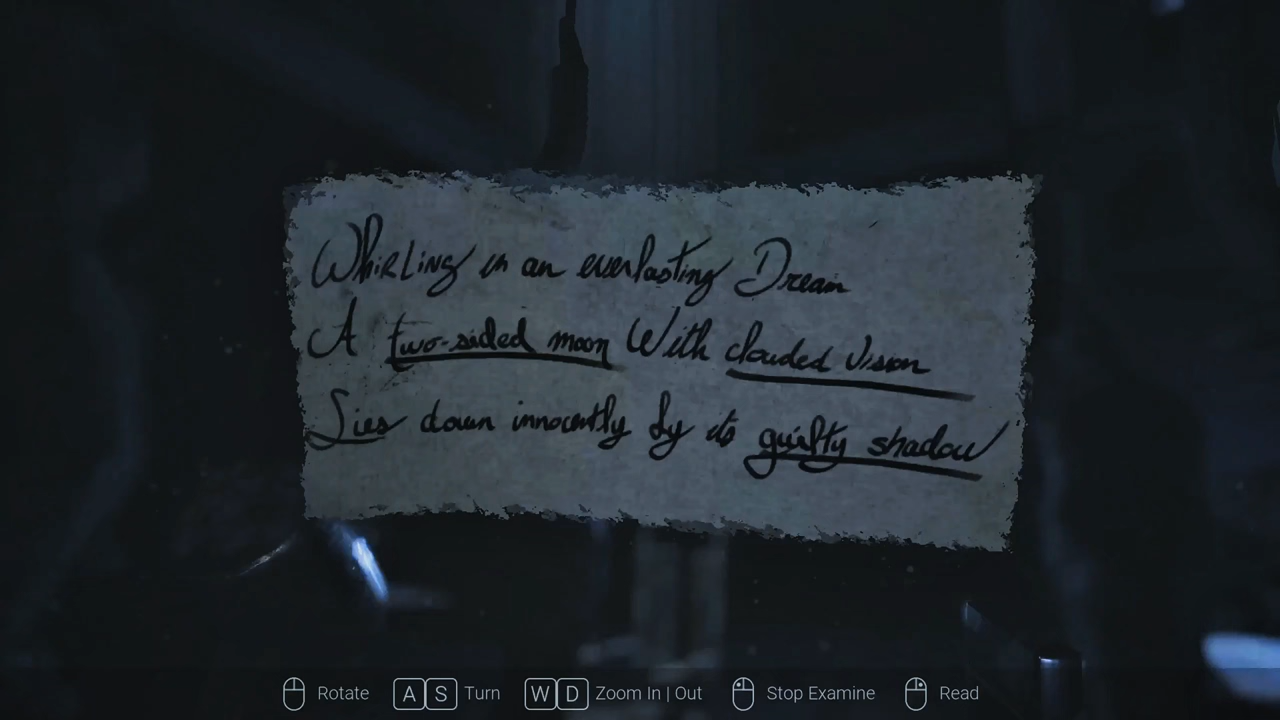 Whirling in an everlasting Dream
A two-sided moon With clouded vision
Lies down innocently by its guilty shadow
Rotate A S Turn W D Zoom In | Out Stop Examine Read